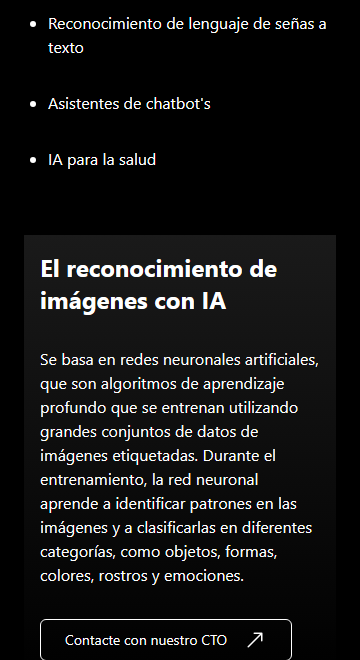 Reconocimiento de lenguaje de señas a
texto
Asistentes de chatbot's
IA para la salud
El reconocimiento de
imágenes con IA
Se basa en redes neuronales artificiales,
que son algoritmos de aprendizaje
profundo que se entrenan utilizando
grandes conjuntos de datos de
imágenes etiquetadas. Durante el
entrenamiento, la red neuronal
aprende a identificar patrones en las
imágenes y a clasificarlas en diferentes
categorías, como objetos, formas,
colores, rostros y emociones.
Contacte con nuestro CTO